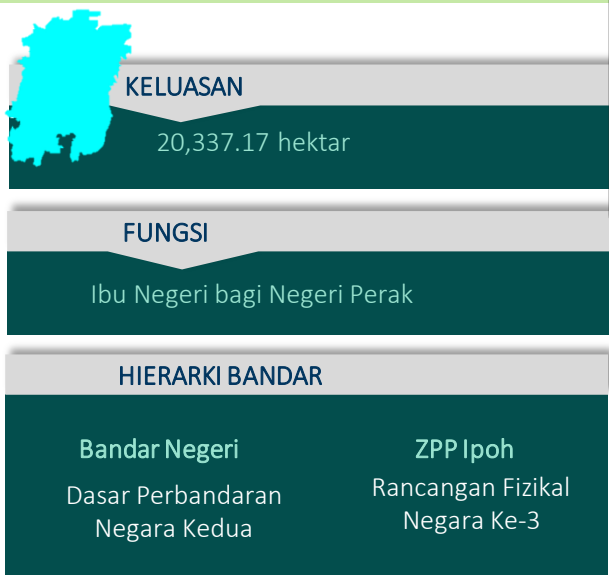 KELUASAN
20,337.17 hektar
FUNGSI
Ibu Negeri bagi Negeri Perak
HIERARKI BANDAR
Bandar Negeri
Dasar Perbandaran
Negara Kedua
ZPP Ipoh
Rancangan Fizikal
Negara Ke-3